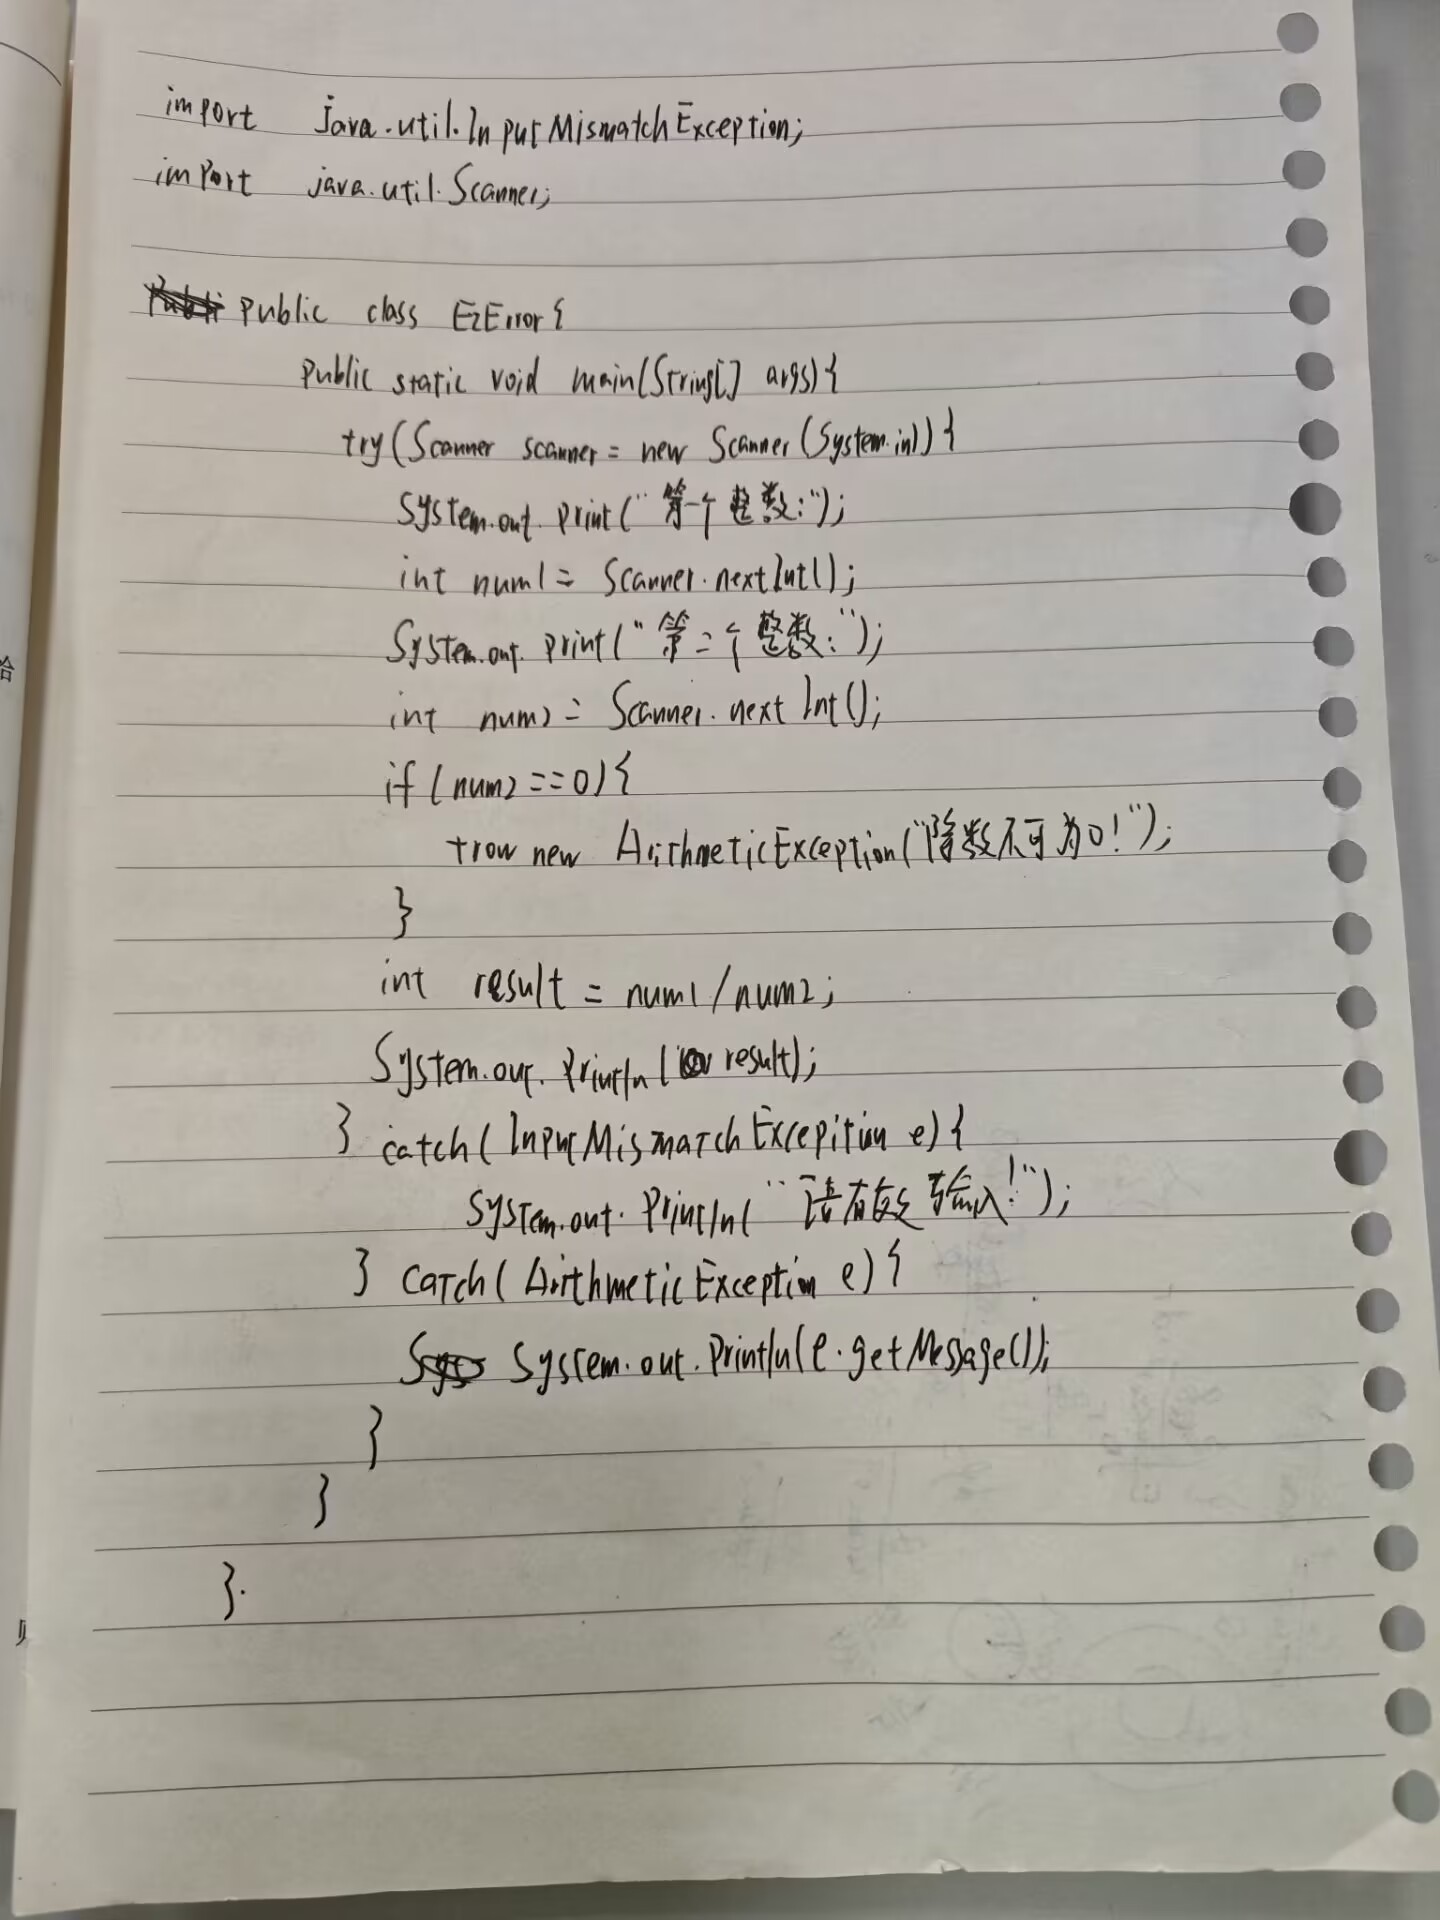 import java.util.InputMismatchException;
import java.util.Scanner;
public class EzError{
public static void main(String[] args){
try(Scanner scanner = new Scanner(System.in)){
System.out.print("第一个整数:");
int num1 = Scanner.nextInt();
System.out.print("第二个整数:");
int num2 = Scanner.nextInt();
if(num2==0){
trow new ArithmeticException("除数不可为0!");
}
int result = num1/num2;
System.out.println(result);
} catch(InputMismatchExcepition e){
System.out.println("请有效输入!");
} catch(ArithmeticException e){
System.out.println(e.getMessage());
}
}
}.
哈